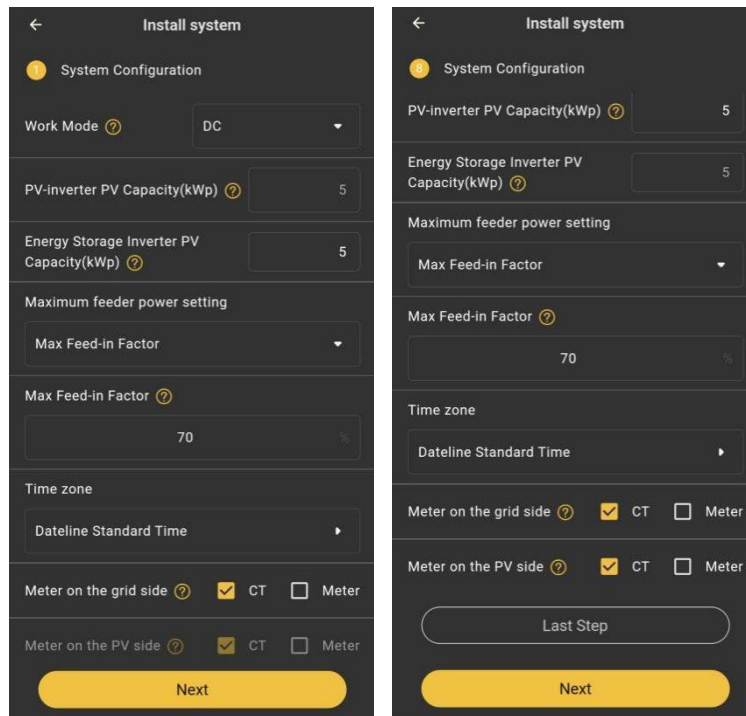 ← Install system
1 System Configuration
Work Mode ? DC
PV-inverter PV Capacity(kWp) ? 5
Energy Storage Inverter PV
Capacity(kWp) ? 5
Maximum feeder power setting
Max Feed-in Factor
Max Feed-in Factor ?
70 %
Time zone
Dateline Standard Time
Meter on the grid side ? CT Meter
Meter on the PV side ? CT Meter
Next
← Install system
8 System Configuration
PV-inverter PV Capacity(kWp) ? 5
Energy Storage Inverter PV
Capacity(kWp) ? 5
Maximum feeder power setting
Max Feed-in Factor
Max Feed-in Factor ?
70 %
Time zone
Dateline Standard Time
Meter on the grid side ? CT Meter
Meter on the PV side ? CT Meter
Last Step
Next